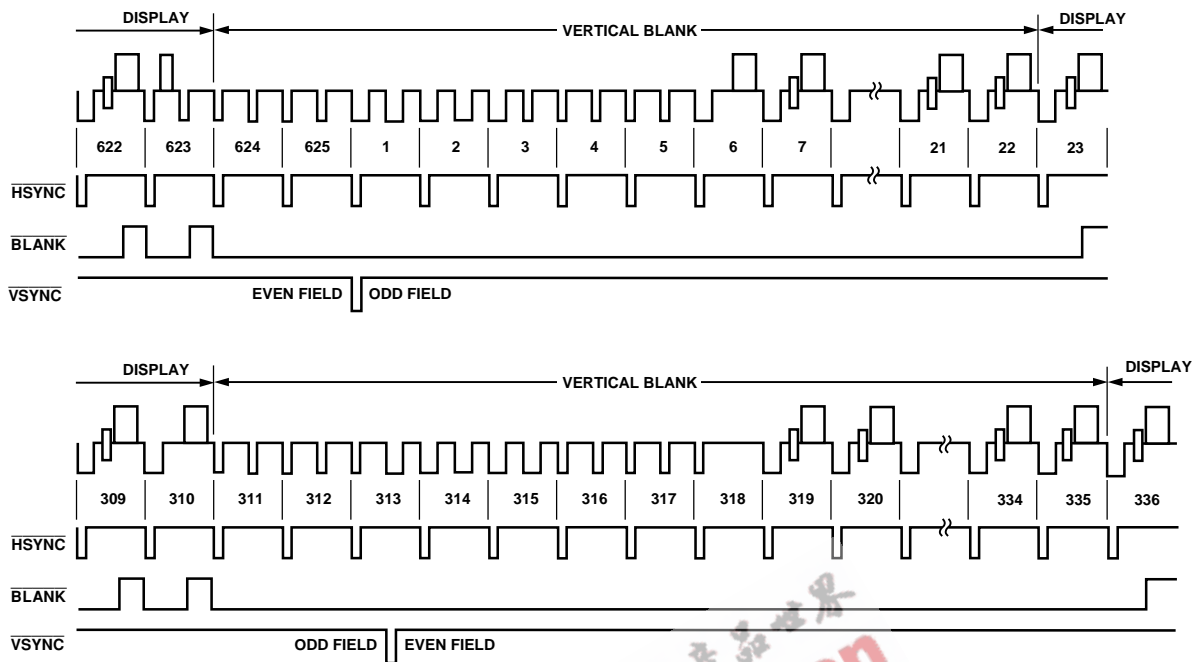 DISPLAY VERTICAL BLANK DISPLAY
622 623 624 625 1 2 3 4 5 6 7 21 22 23
HSYNC
BLANK
VSYNC
EVEN FIELD ODD FIELD
DISPLAY VERTICAL BLANK DISPLAY
309 310 311 312 313 314 315 316 317 318 319 320 334 335 336
HSYNC
BLANK
VSYNC
ODD FIELD EVEN FIELD